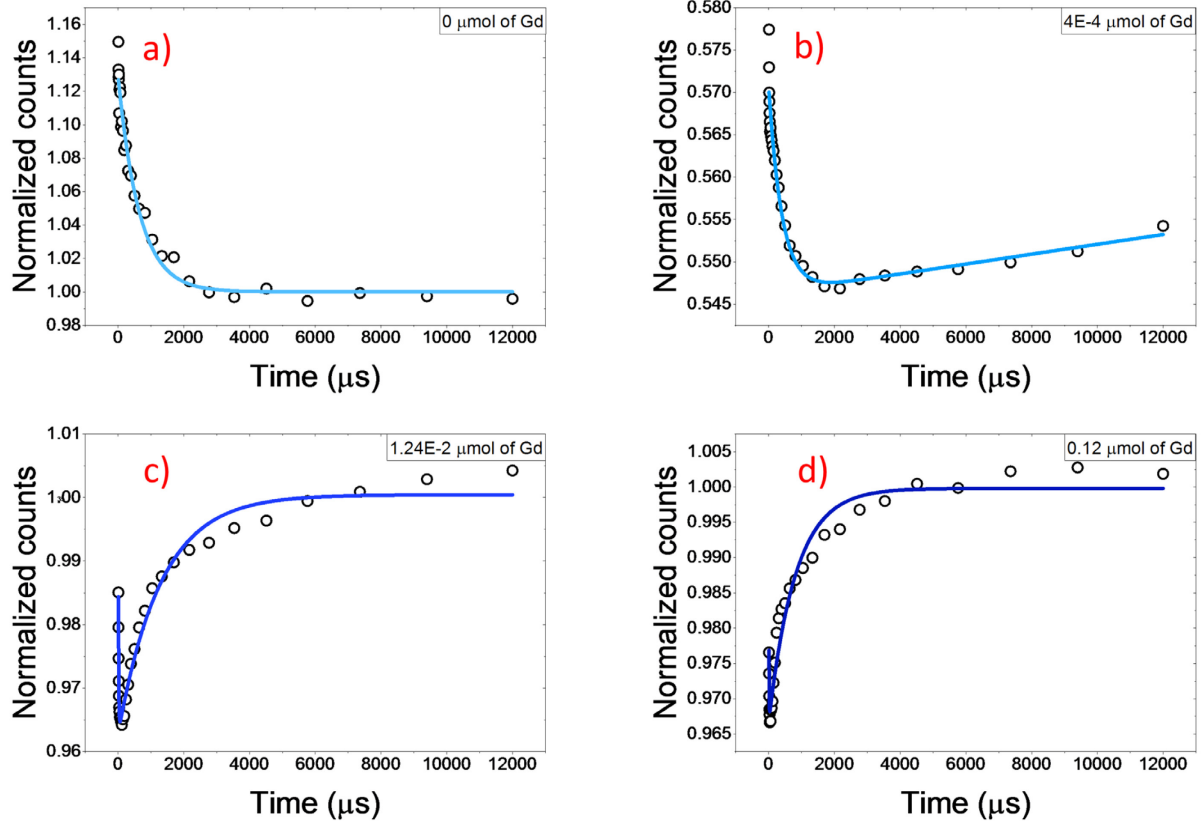 1.16
1.14
1.12
1.10
1.08
1.06
1.04
1.02
1.00
0.98
0 2000 4000 6000 8000 10000 12000
Normalized counts
Time (μs)
a)
0 μmol of Gd
0.580
0.575
0.570
0.565
0.560
0.555
0.550
0.545
0 2000 4000 6000 8000 10000 12000
Normalized counts
Time (μs)
b)
4E-4 μmol of Gd
1.01
1.00
0.99
0.98
0.97
0.96
0 2000 4000 6000 8000 10000 12000
Normalized counts
Time (μs)
c)
1.24E-2 μmol of Gd
1.005
1.000
0.995
0.990
0.985
0.980
0.975
0.970
0.965
0 2000 4000 6000 8000 10000 12000
Normalized counts
Time (μs)
d)
0.12 μmol of Gd